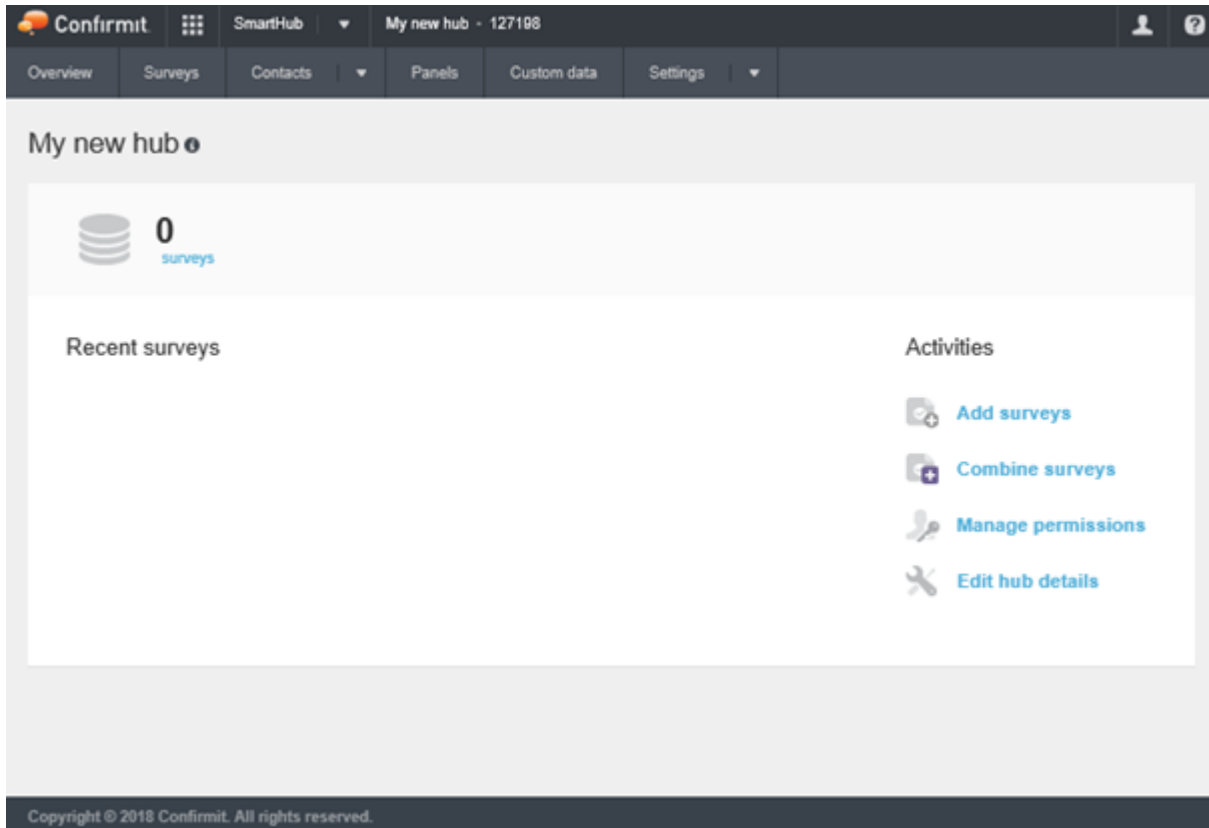 Confirmit SmartHub My new hub - 127198
Overview Surveys Contacts Panels Custom data Settings
My new hub
0
surveys
Recent surveys
Activities
Add surveys
Combine surveys
Manage permissions
Edit hub details
Copyright © 2018 Confirmit. All rights reserved.